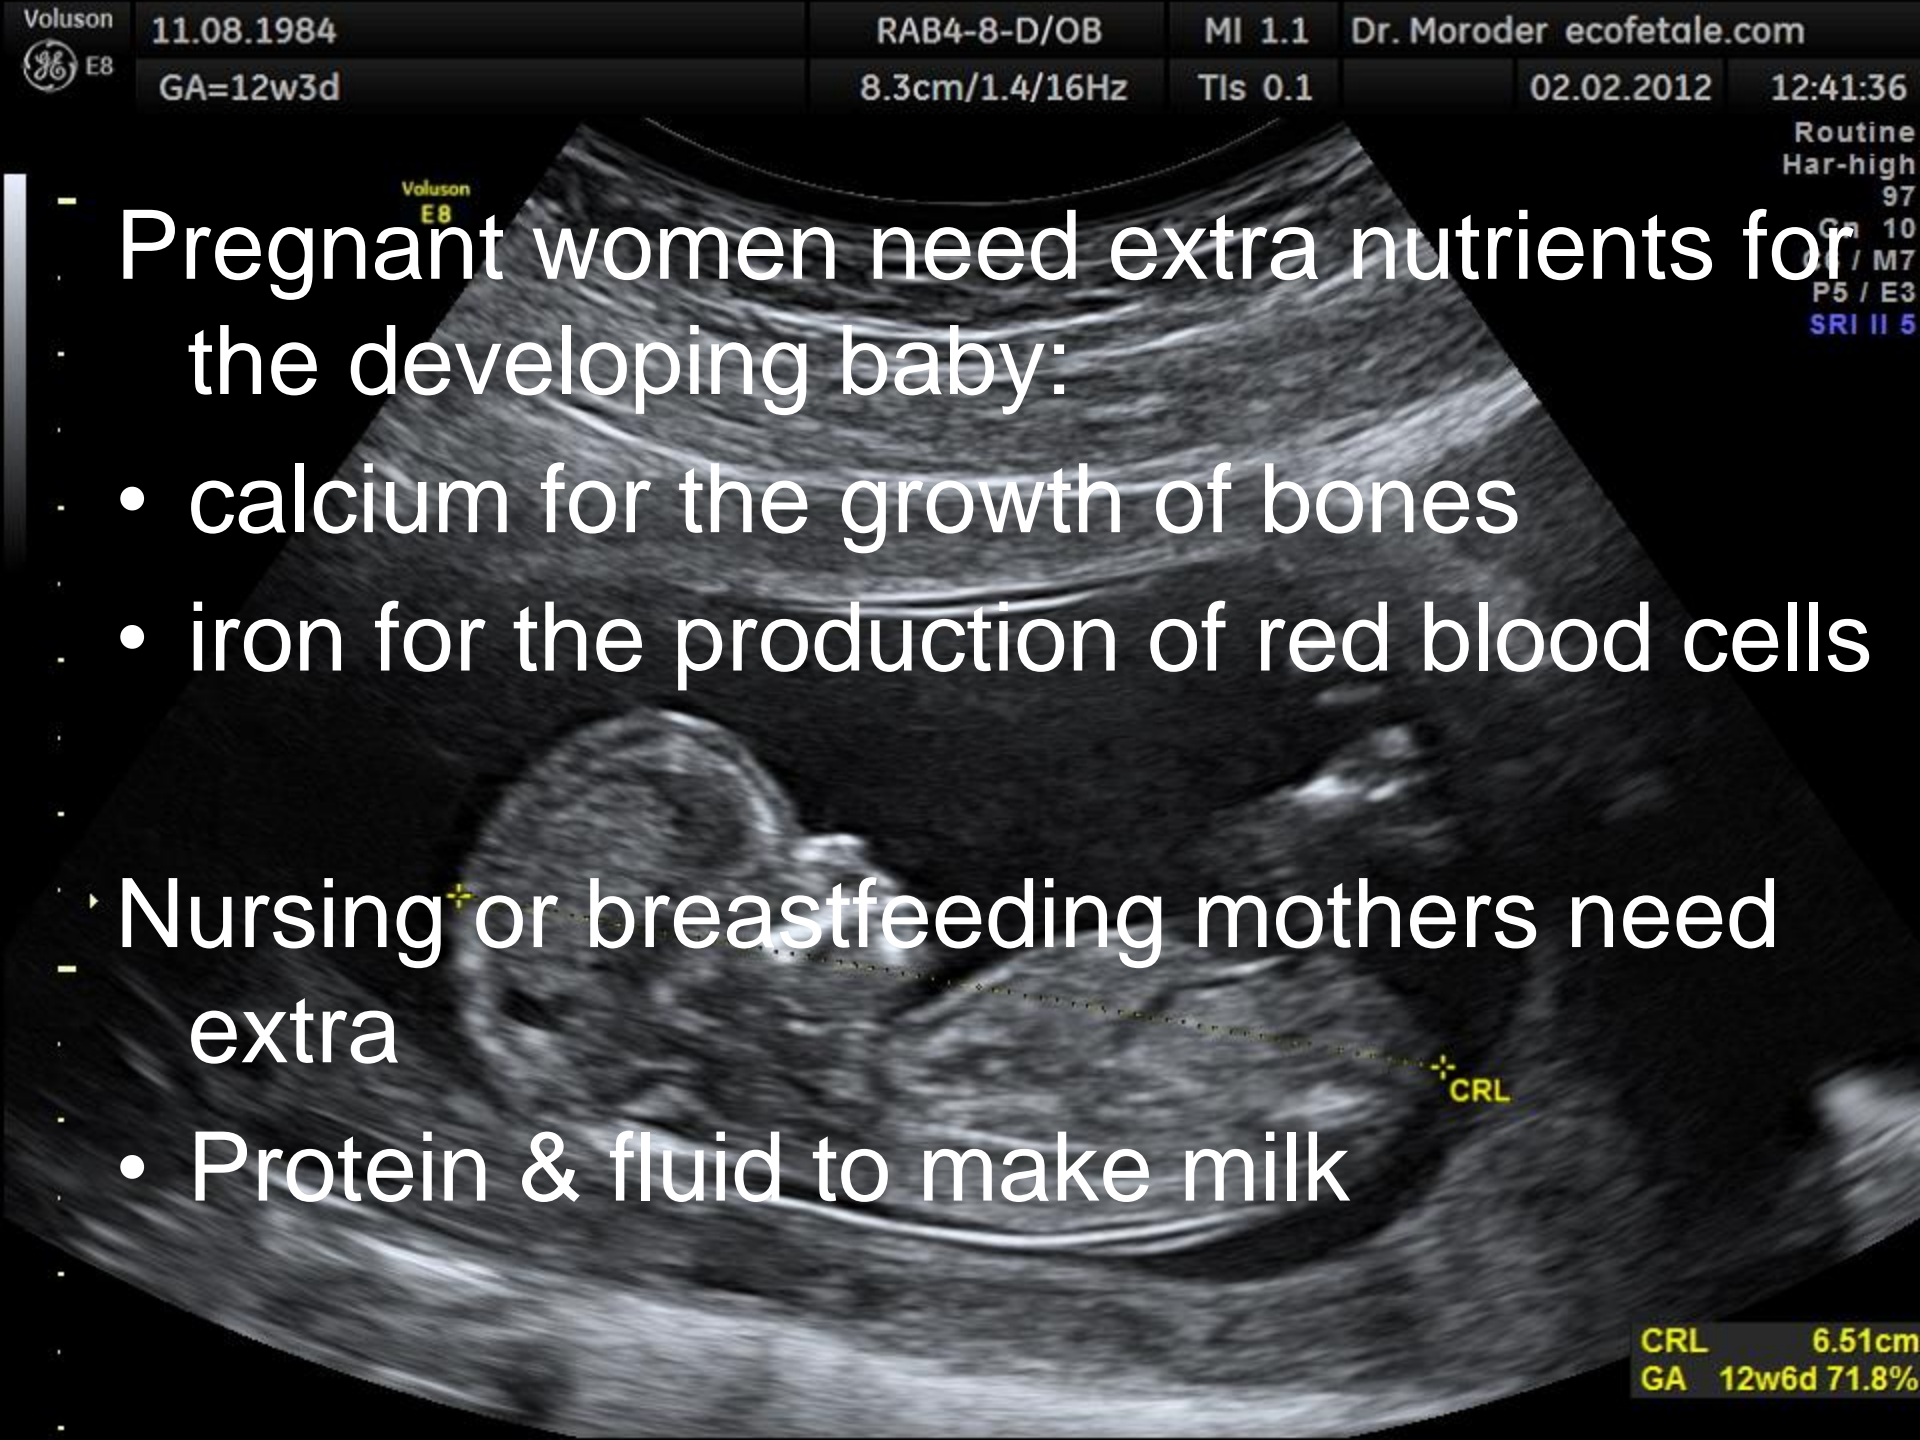 Voluson
GE E8
11.08.1984
RAB4-8-D/OB
MI 1.1
Dr. Moroder ecofetale.com
GA=12w3d
8.3cm/1.4/16Hz
TIs 0.1
02.02.2012
12:41:36
Routine
Har-high
97
Gn 10
C6 / M7
P5 / E3
SRI II 5
Voluson
E8
Pregnant women need extra nutrients for
the developing baby:
• calcium for the growth of bones
• iron for the production of red blood cells
Nursing or breastfeeding mothers need
extra
• Protein & fluid to make milk
CRL
CRL 6.51cm
GA 12w6d 71.8%